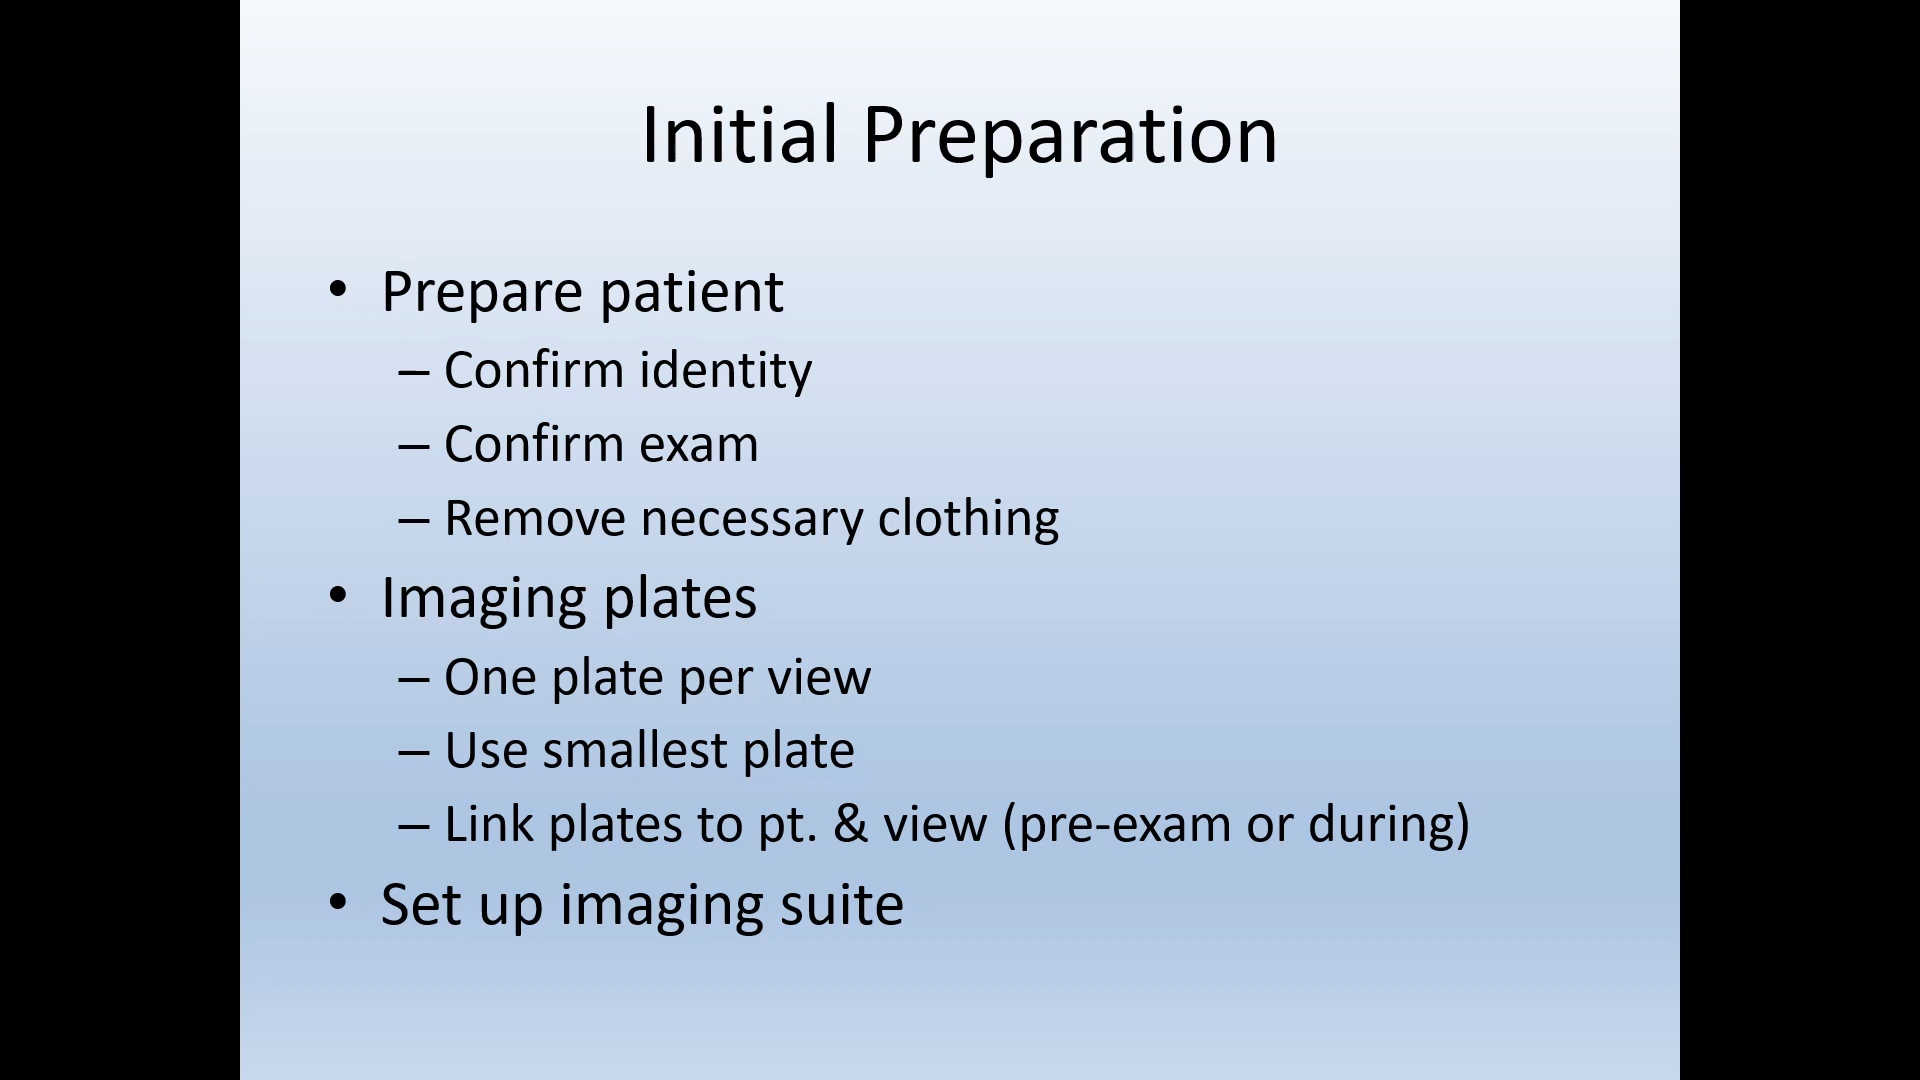 Initial Preparation
• Prepare patient
– Confirm identity
– Confirm exam
– Remove necessary clothing
• Imaging plates
– One plate per view
– Use smallest plate
– Link plates to pt. & view (pre-exam or during)
• Set up imaging suite